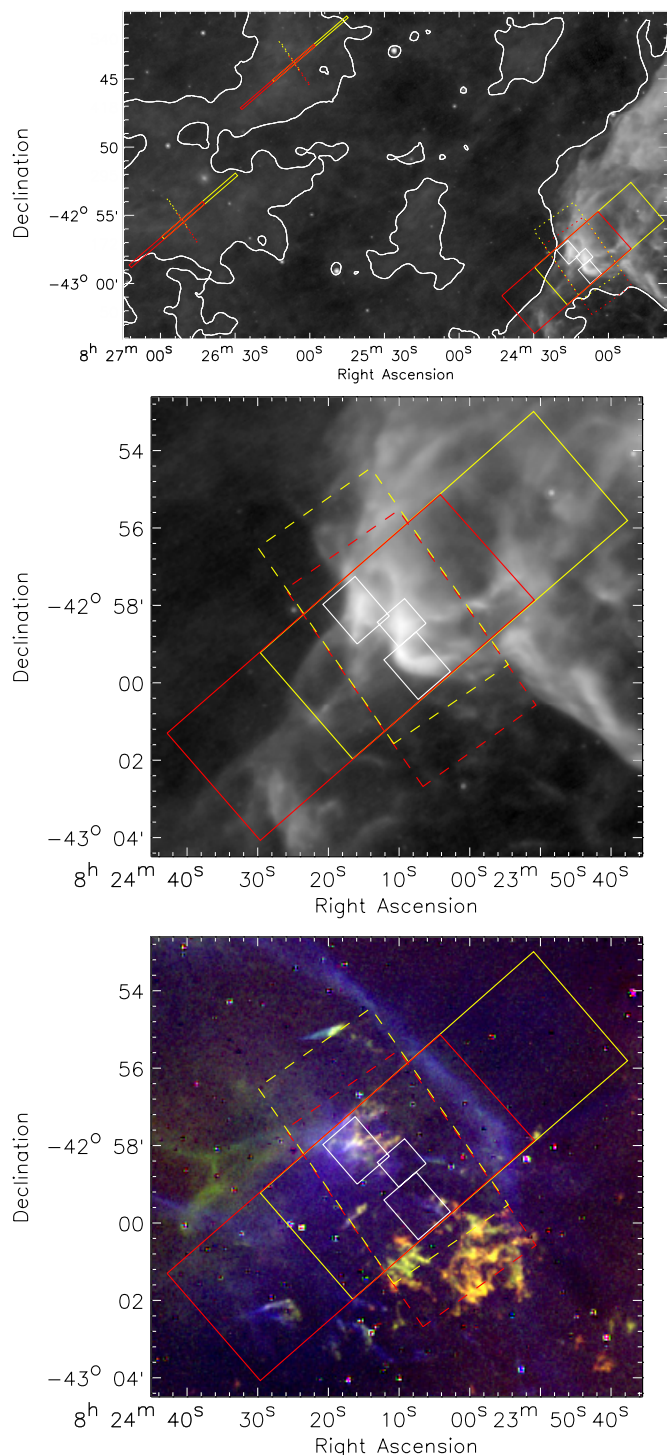 45
50
Declination
−42° 55'
−43° 00'
8ʰ 27ᵐ 00ˢ 26ᵐ 30ˢ 00ˢ 25ᵐ 30ˢ 00ˢ 24ᵐ 30ˢ 00ˢ
Right Ascension
54
56
−42° 58'
Declination
00
02
−43° 04'
8ʰ 24ᵐ 40ˢ 30ˢ 20ˢ 10ˢ 00ˢ 23ᵐ 50ˢ 40ˢ
Right Ascension
54
56
−42° 58'
Declination
00
02
−43° 04'
8ʰ 24ᵐ 40ˢ 30ˢ 20ˢ 10ˢ 00ˢ 23ᵐ 50ˢ 40ˢ
Right Ascension